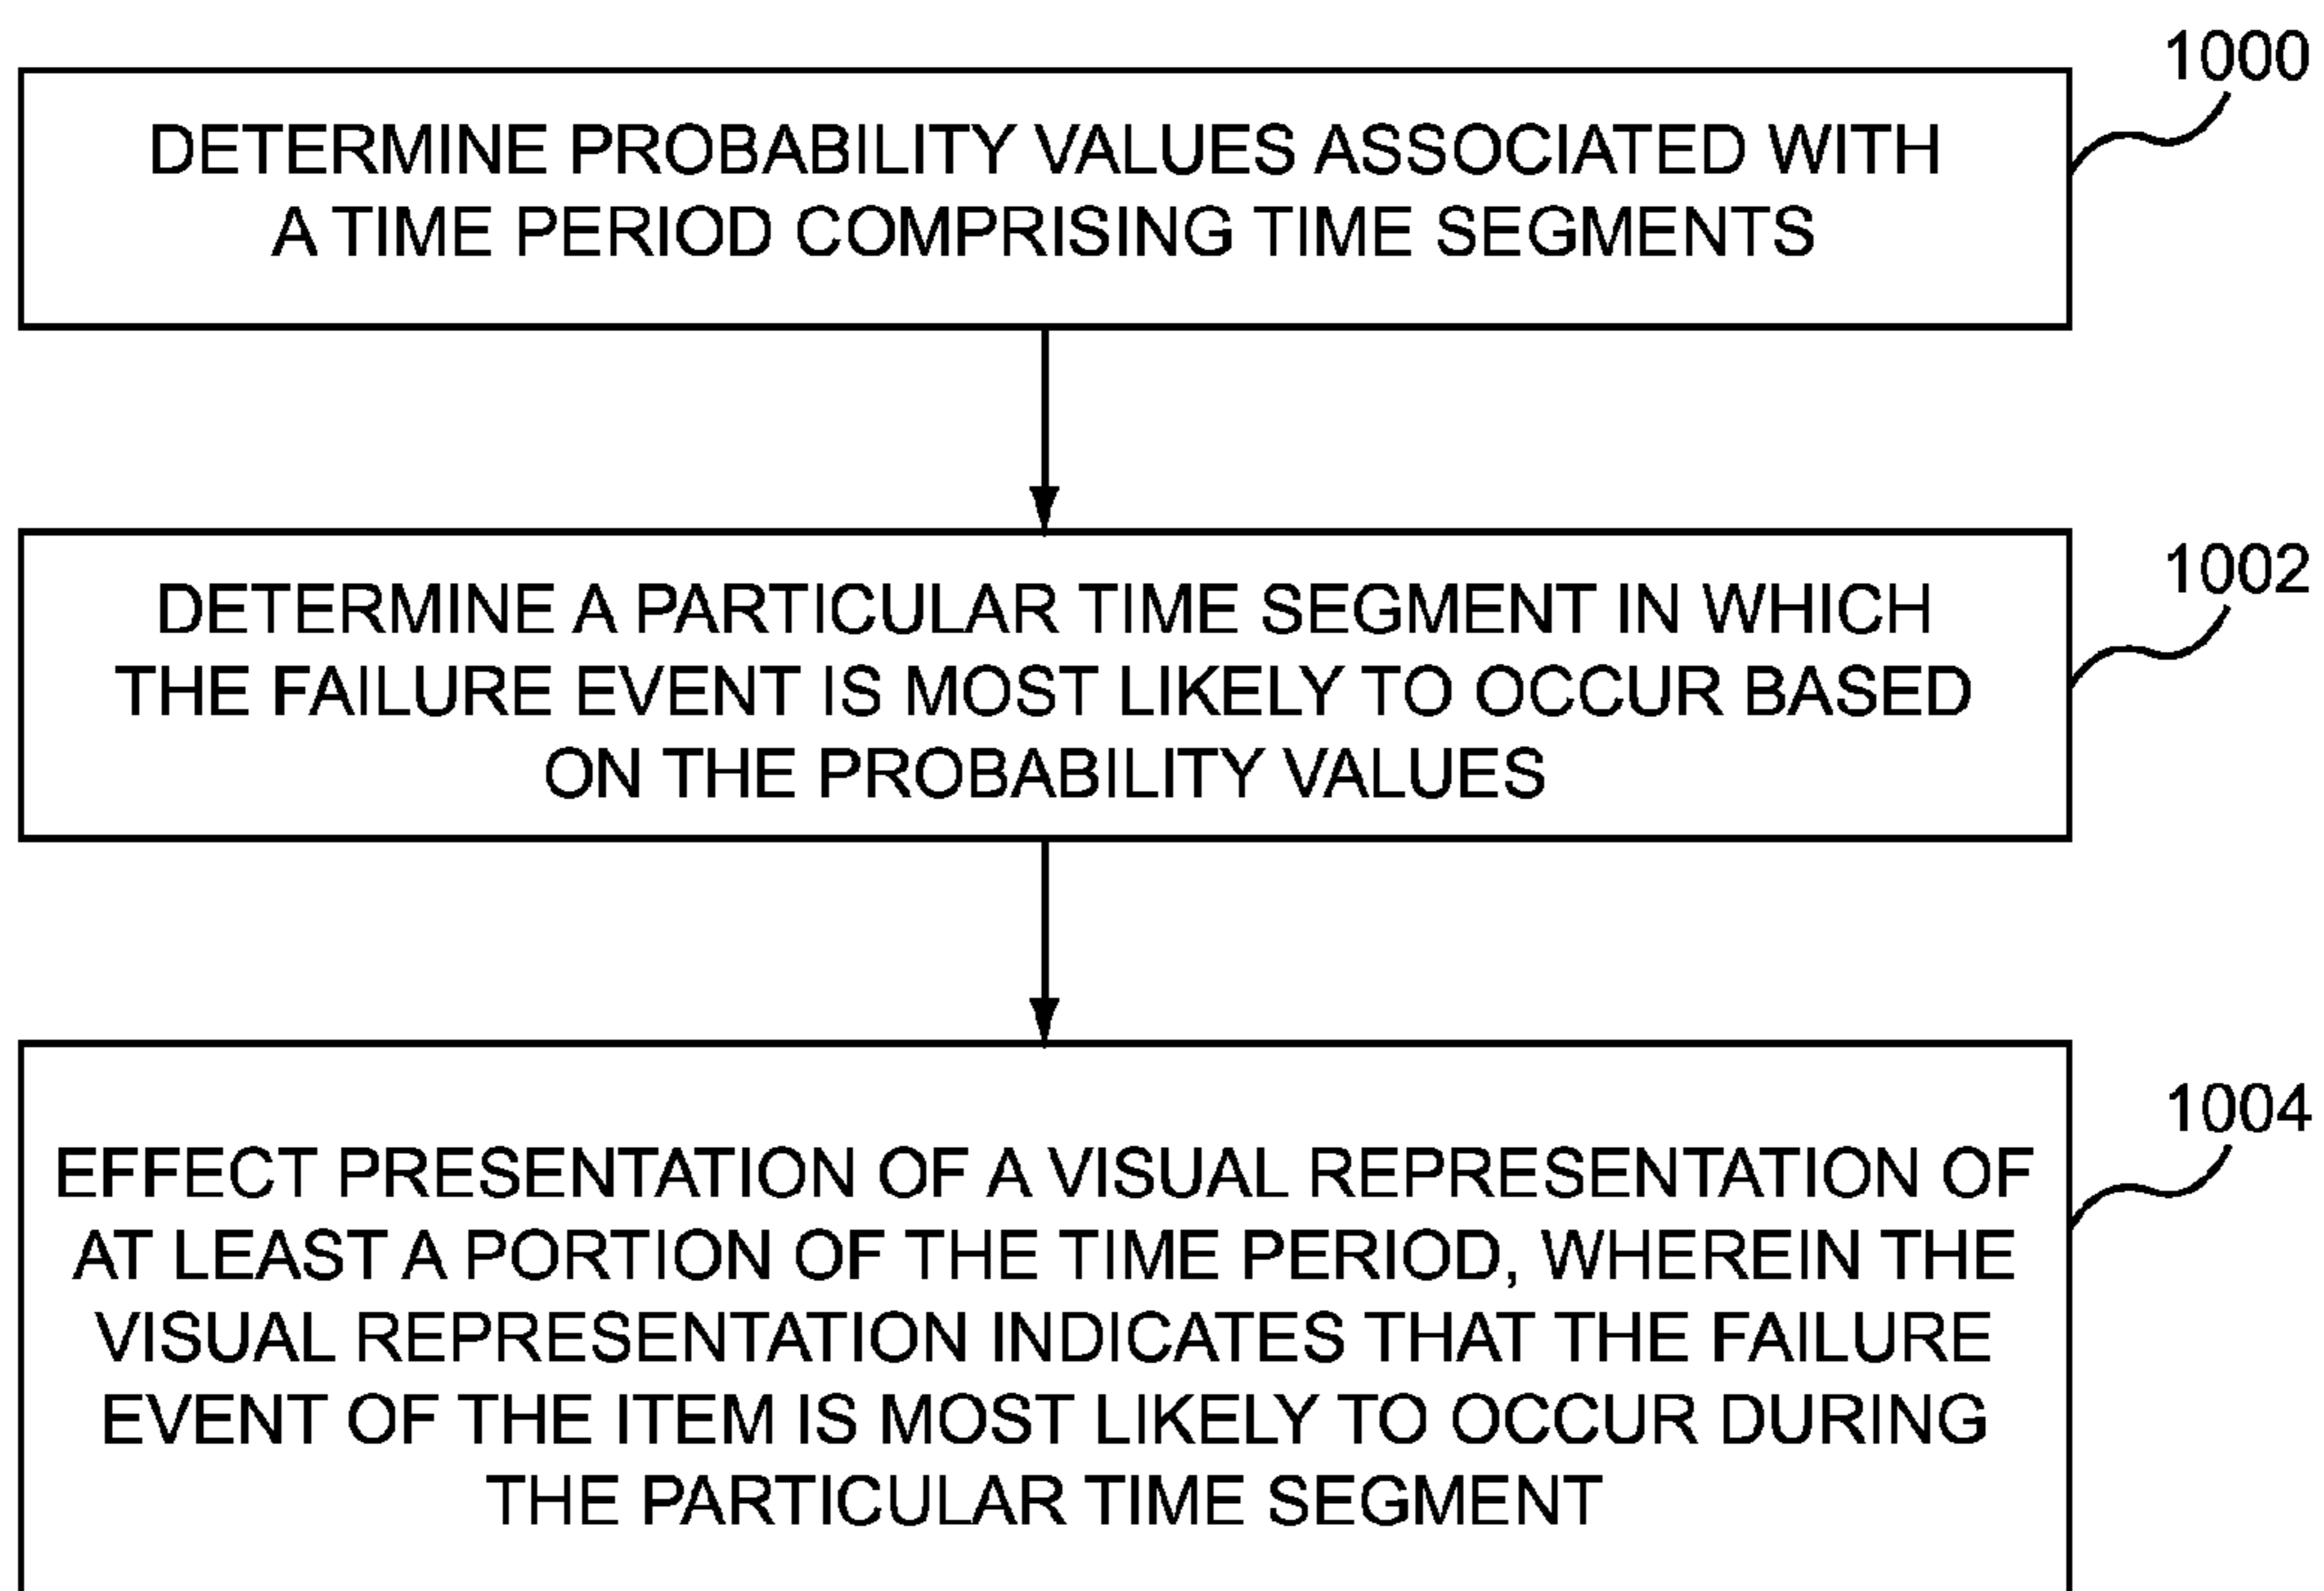 1000
DETERMINE PROBABILITY VALUES ASSOCIATED WITH
A TIME PERIOD COMPRISING TIME SEGMENTS
1002
DETERMINE A PARTICULAR TIME SEGMENT IN WHICH
THE FAILURE EVENT IS MOST LIKELY TO OCCUR BASED
ON THE PROBABILITY VALUES
1004
EFFECT PRESENTATION OF A VISUAL REPRESENTATION OF
AT LEAST A PORTION OF THE TIME PERIOD, WHEREIN THE
VISUAL REPRESENTATION INDICATES THAT THE FAILURE
EVENT OF THE ITEM IS MOST LIKELY TO OCCUR DURING
THE PARTICULAR TIME SEGMENT